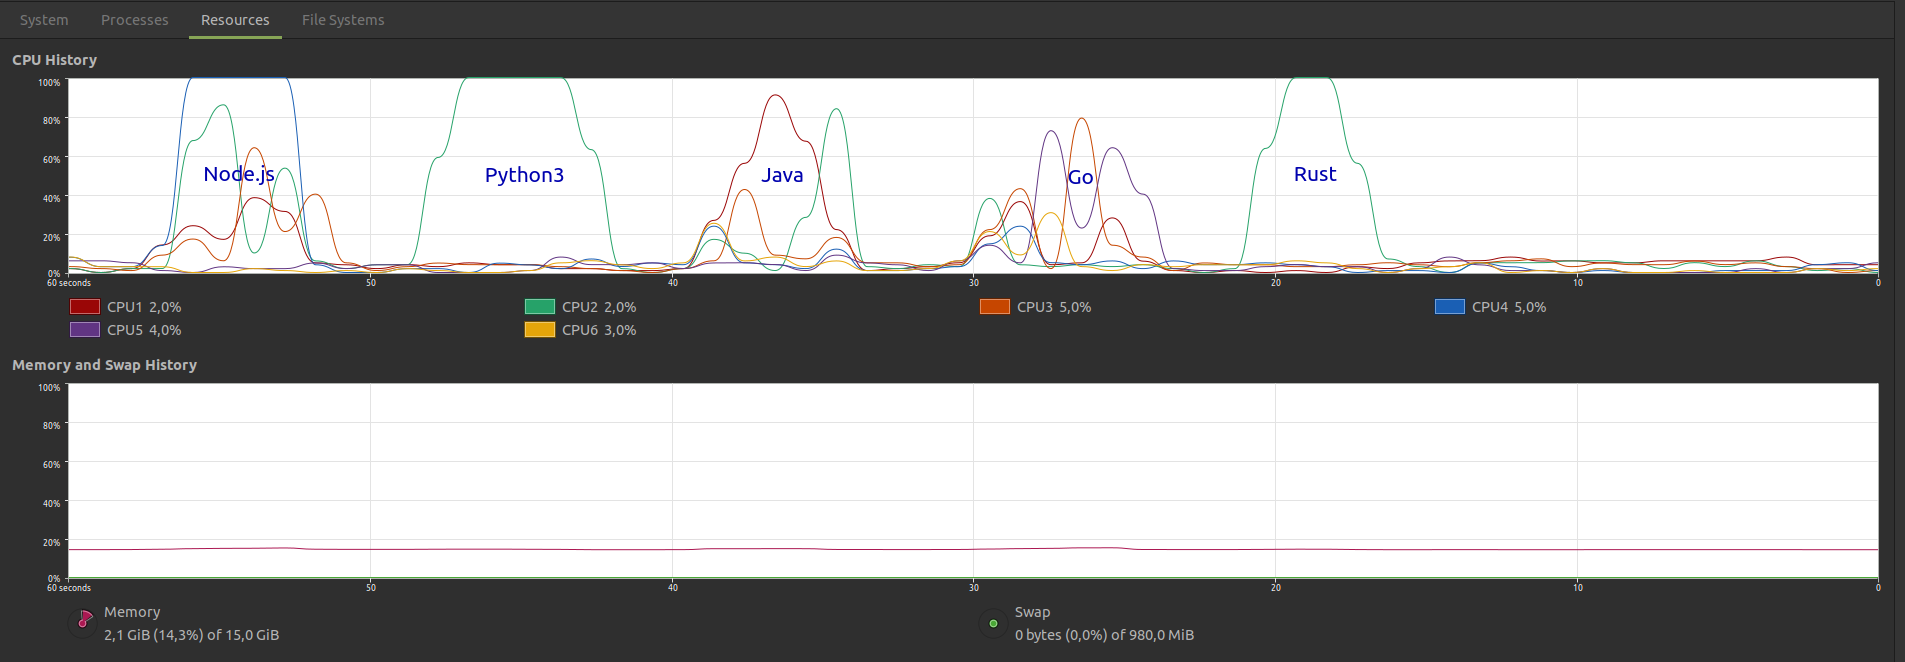 System Processes Resources File Systems
CPU History
100%
80%
60%
40%
20%
0%
Node.js Python3 Java Go Rust
60 seconds 50 40 30 20 10 0
CPU1 2,0% CPU2 2,0% CPU3 5,0% CPU4 5,0%
CPU5 4,0% CPU6 3,0%
Memory and Swap History
100%
80%
60%
40%
20%
0%
60 seconds 50 40 30 20 10 0
Memory Swap
2,1 GiB (14,3%) of 15,0 GiB 0 bytes (0,0%) of 980,0 MiB